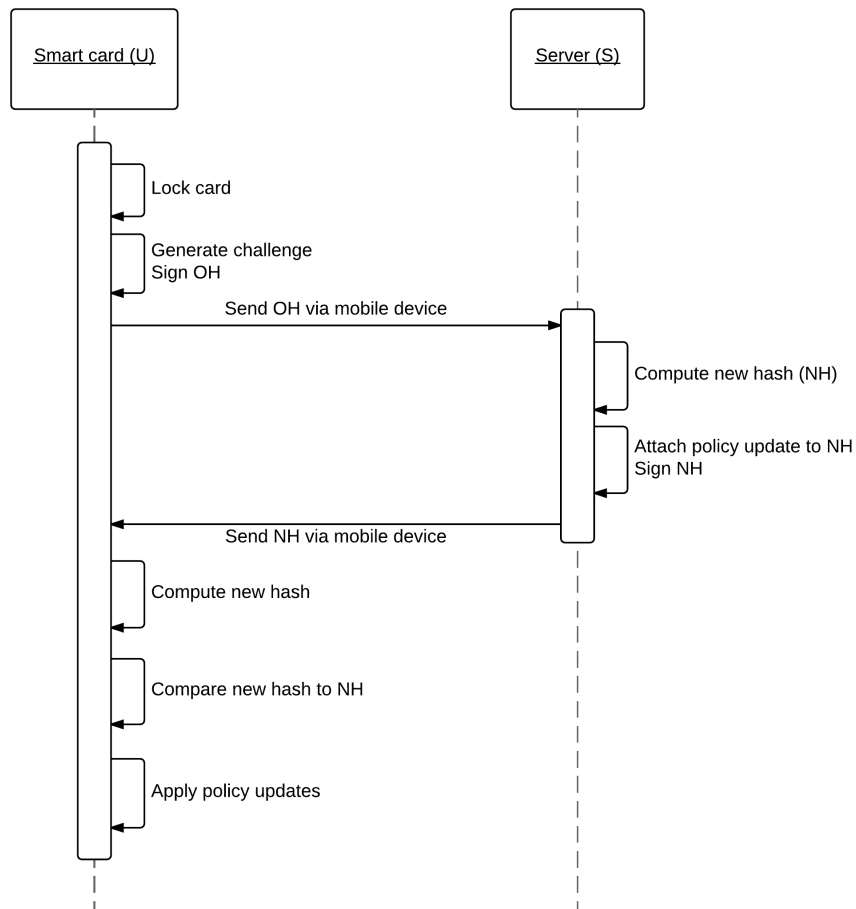 Smart card (U)
Server (S)
Lock card
Generate challenge
Sign OH
Send OH via mobile device
Compute new hash (NH)
Attach policy update to NH
Sign NH
Send NH via mobile device
Compute new hash
Compare new hash to NH
Apply policy updates